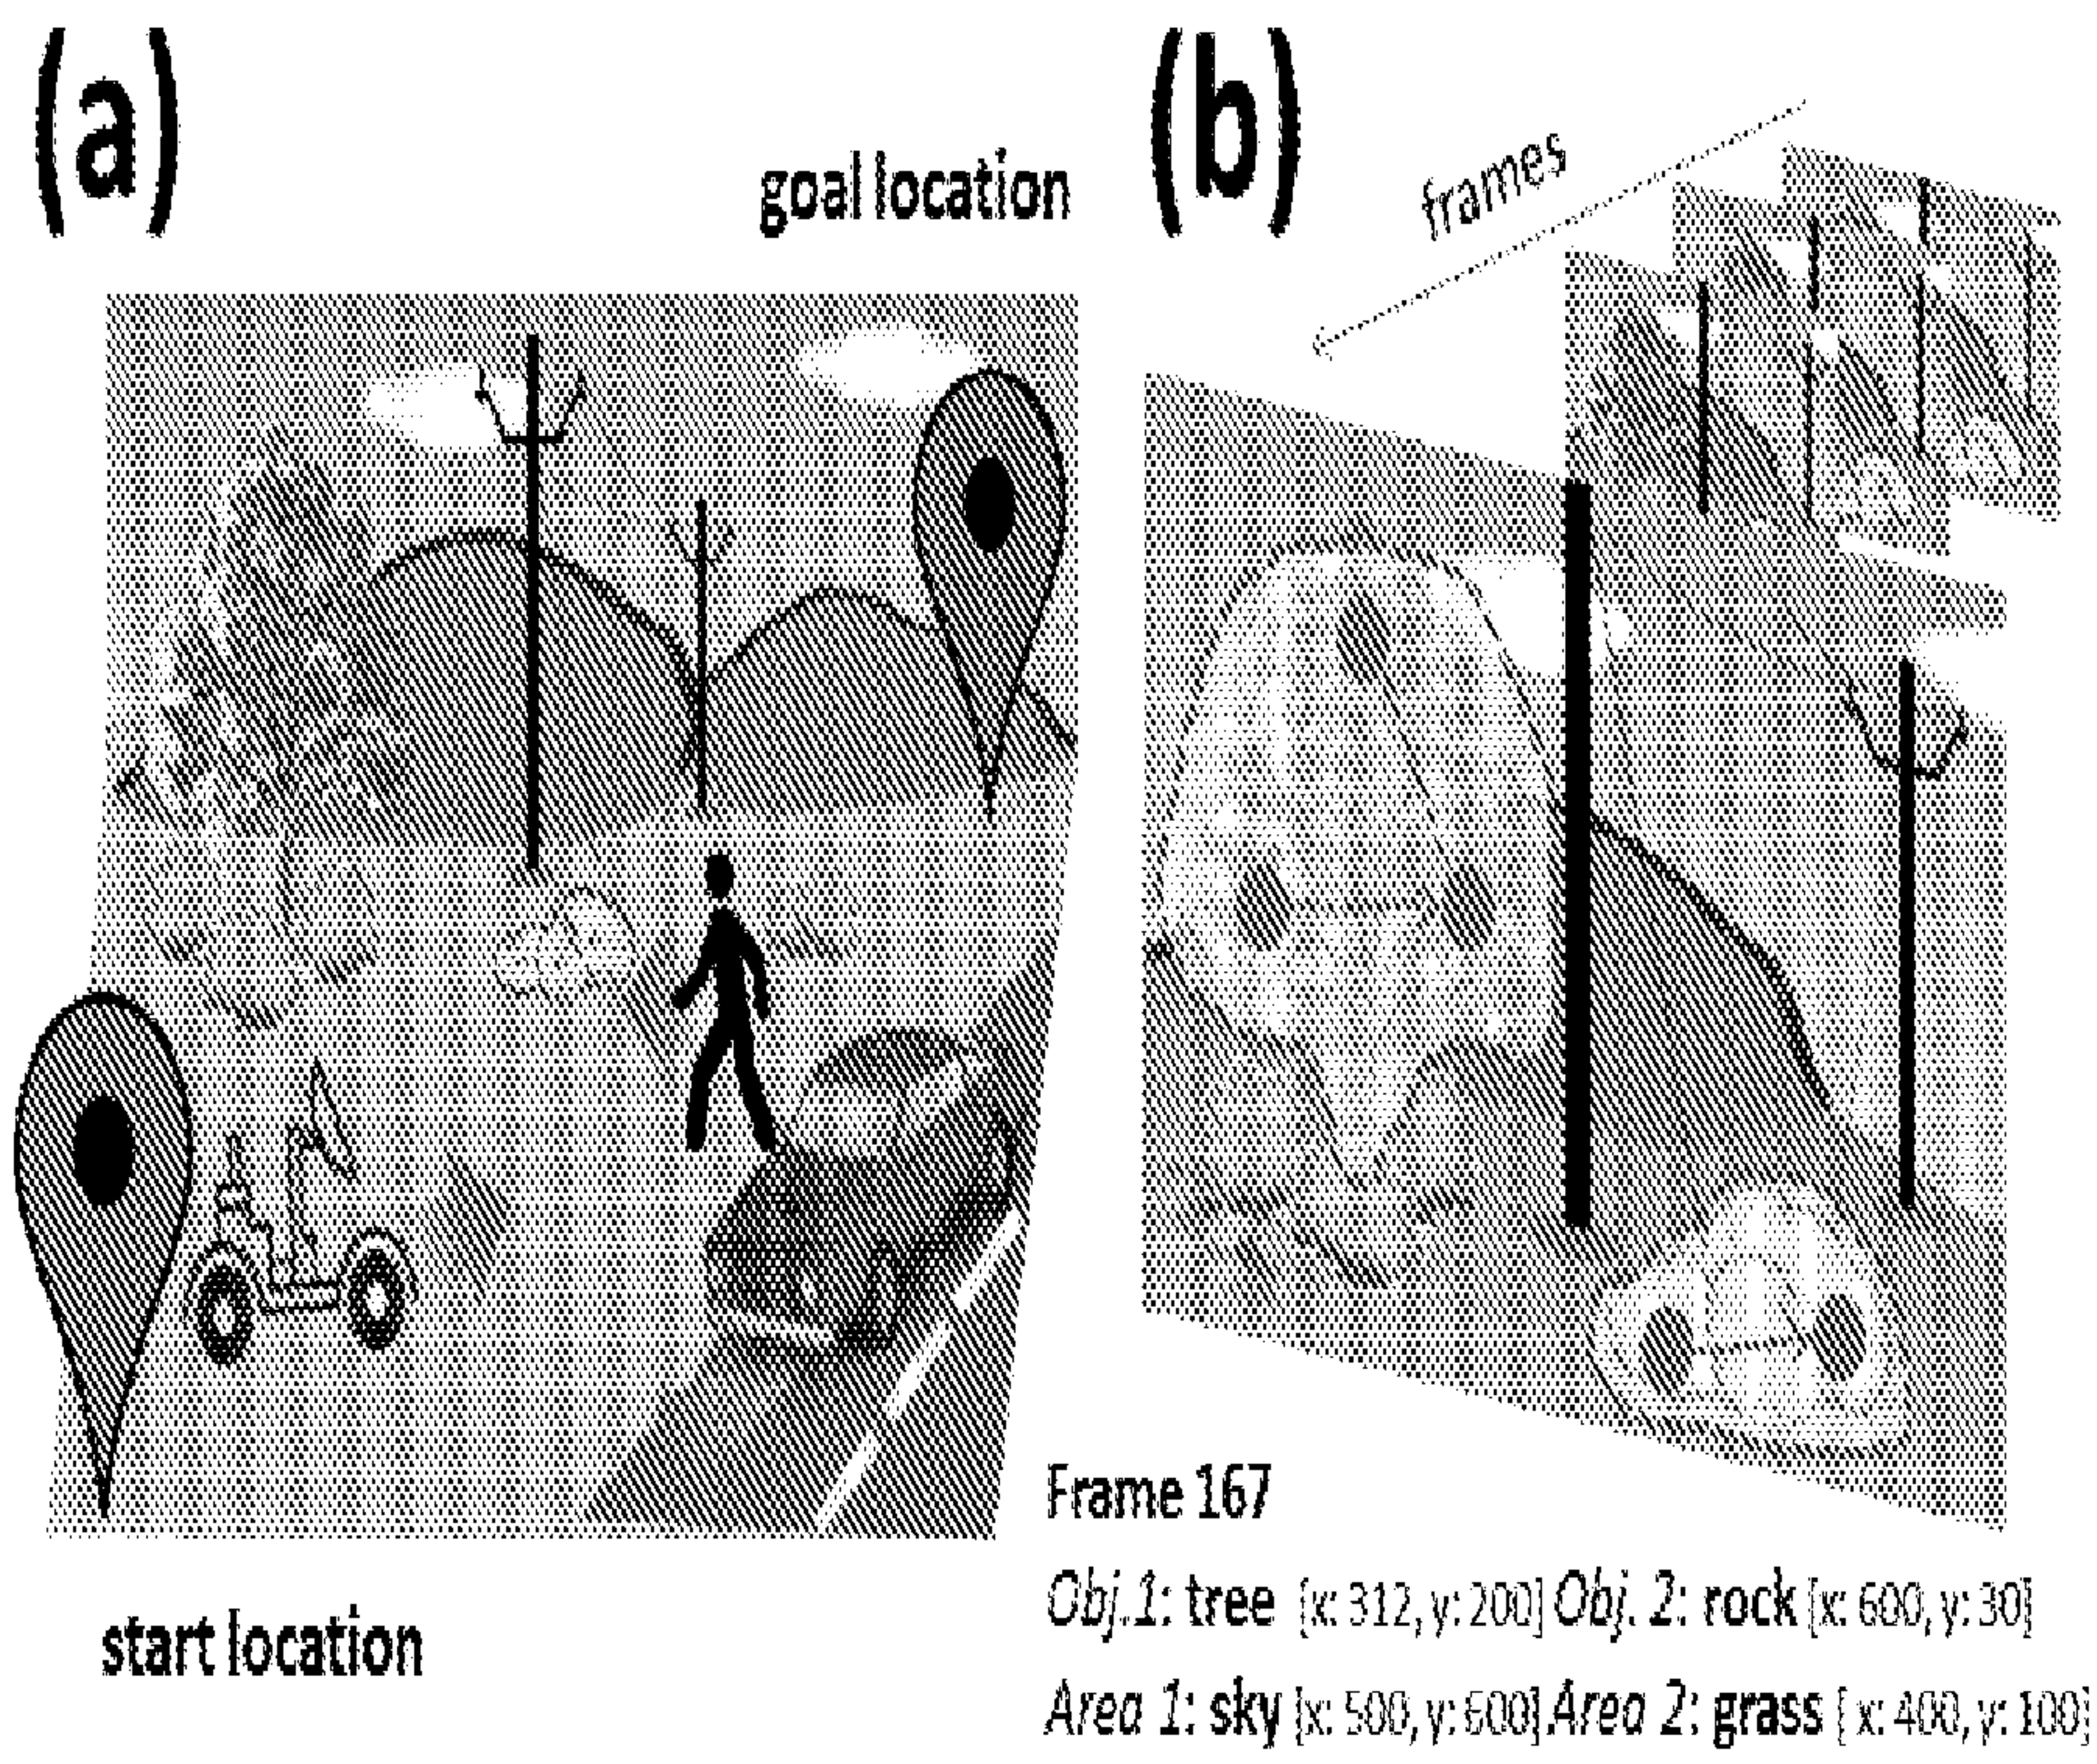 (a)
goal location
start location
(b)
frames
Frame 167
Obj.1: tree [x: 312, y: 200] Obj. 2: rock [x: 600, y: 30]
Area 1: sky [x: 500, y: 600] Area 2: grass [ x: 400, y: 100]